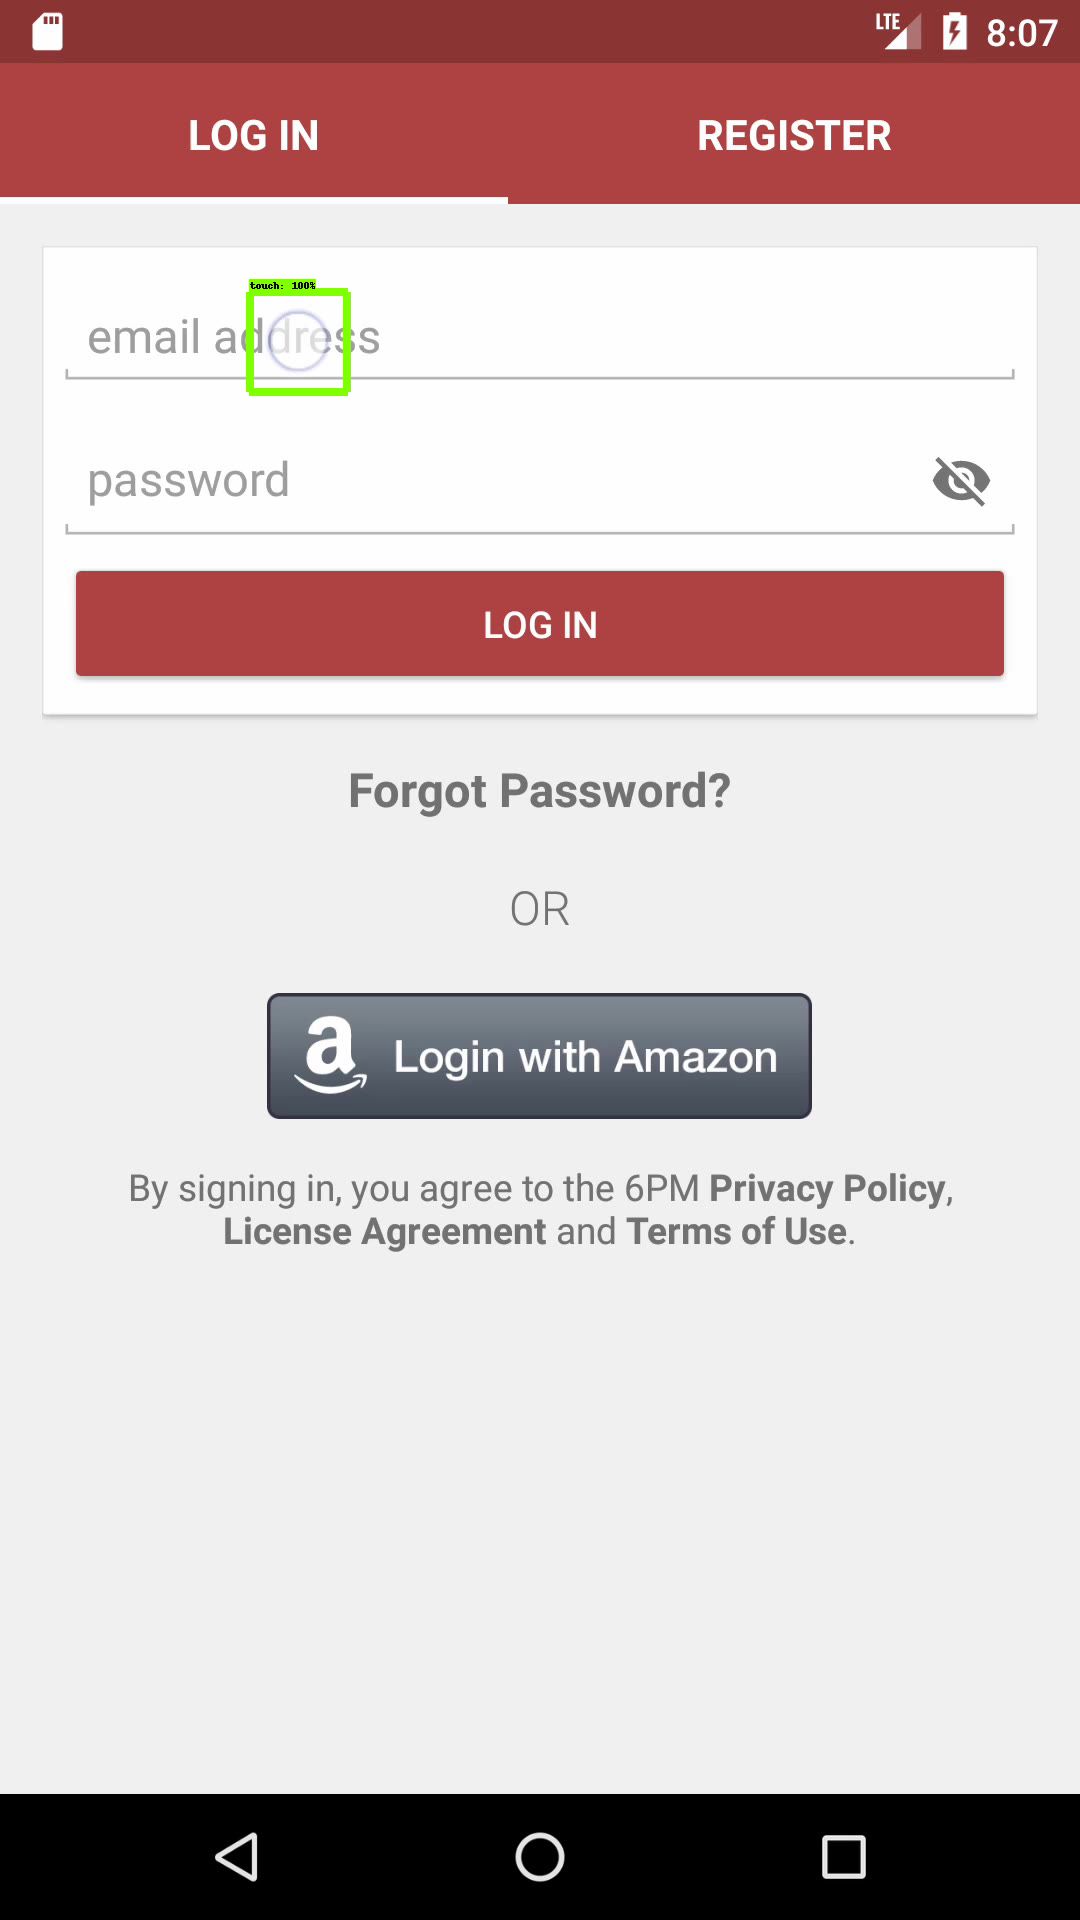 LTE 8:07
LOG IN REGISTER
touch: 100%
email address
password
LOG IN
Forgot Password?
OR
a Login with Amazon
By signing in, you agree to the 6PM Privacy Policy,
License Agreement and Terms of Use.